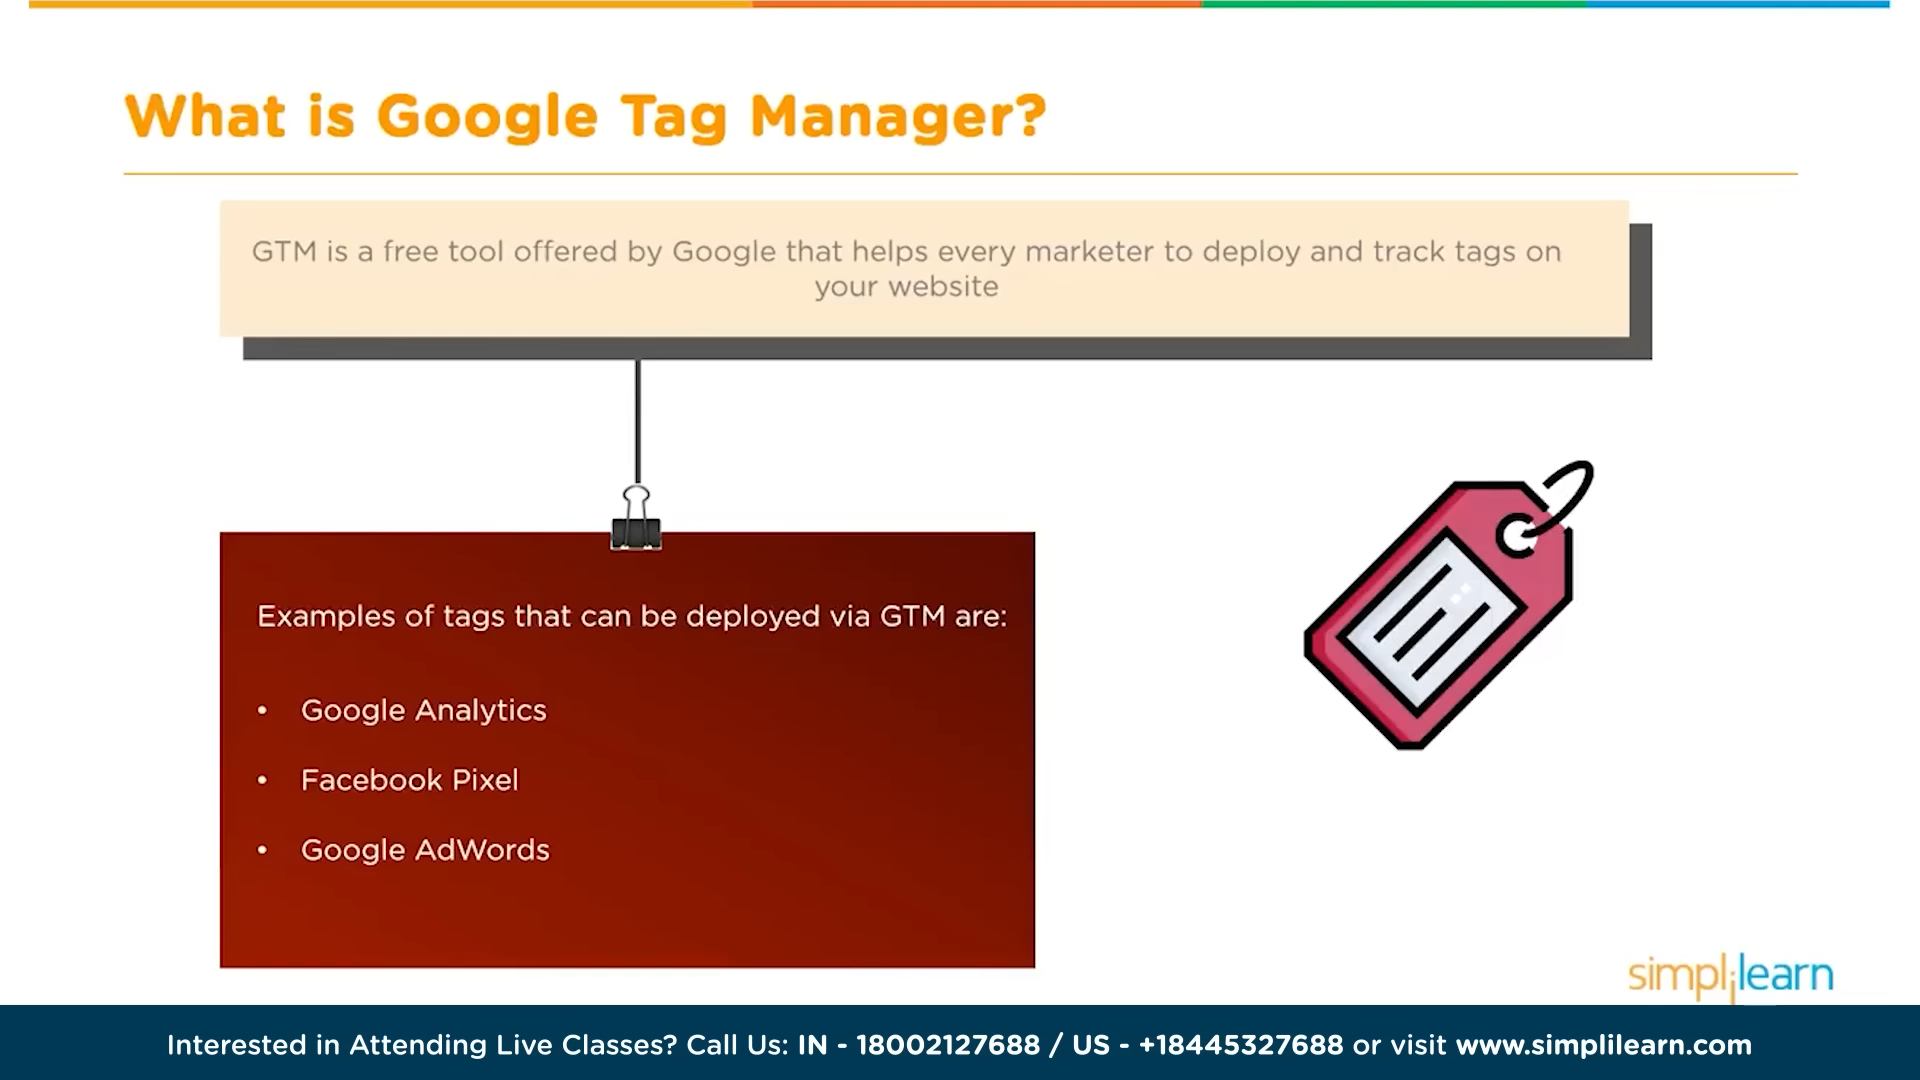 What is Google Tag Manager?
GTM is a free tool offered by Google that helps every marketer to deploy and track tags on
your website
Examples of tags that can be deployed via GTM are:
• Google Analytics
• Facebook Pixel
• Google AdWords
simplilearn
Interested in Attending Live Classes? Call Us: IN - 18002127688 / US - +18445327688 or visit www.simplilearn.com